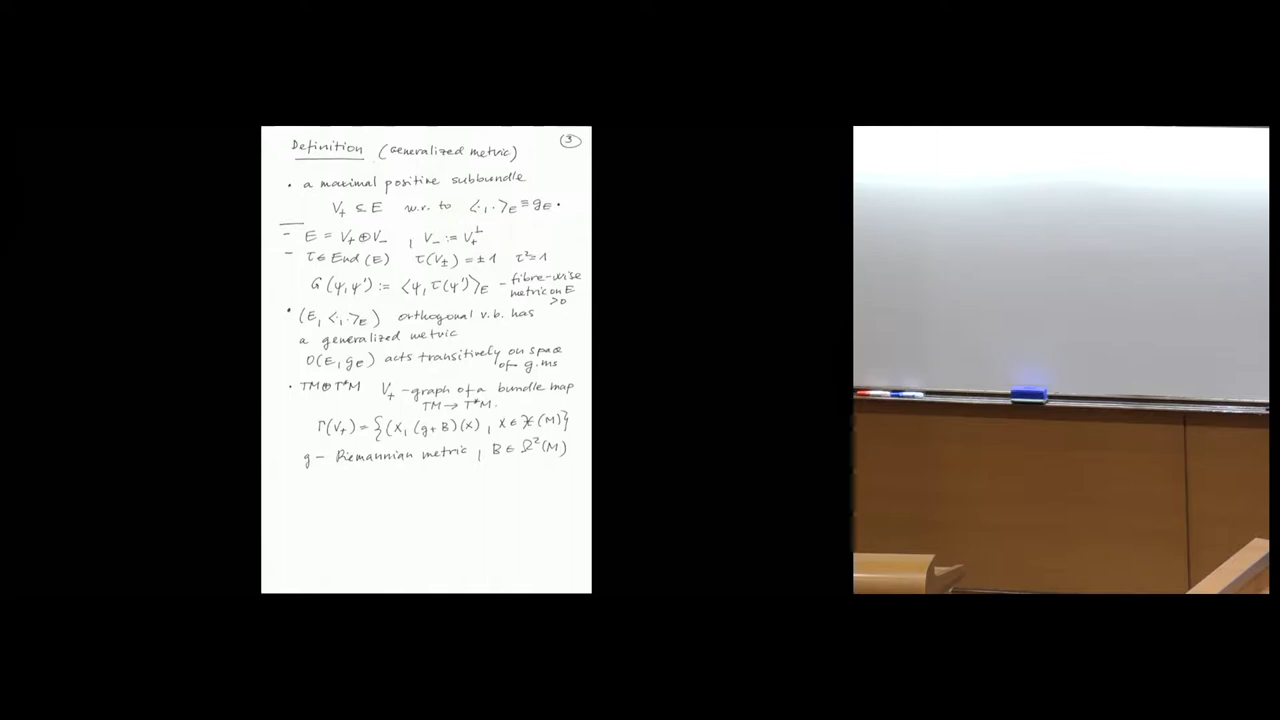 Definition (Generalized metric) ③
• a maximal positive subbundle
V₊ ⊆ E w.r. to ⟨·,·⟩_E ≡ g_E •
– E = V₊ ⊕ V₋ , V₋ := V₊^⊥
– τ ∈ End(E) τ(V±) = ±1 τ² = 1
G(ψ,ψ') := ⟨ψ, τ(ψ')⟩_E – fibre-wise
metric on E
>0
• (E, ⟨·,·⟩_E) orthogonal v.b. has
a generalized metric
O(E, g_E) acts transitively on space
of g.ms
• TM⊕T*M V₊ – graph of a bundle map
TM → T*M.
Γ(V₊) = {(X, (g+B)(X) , X ∈ 𝔛(M)}
g – Riemannian metric , B ∈ Ω²(M)